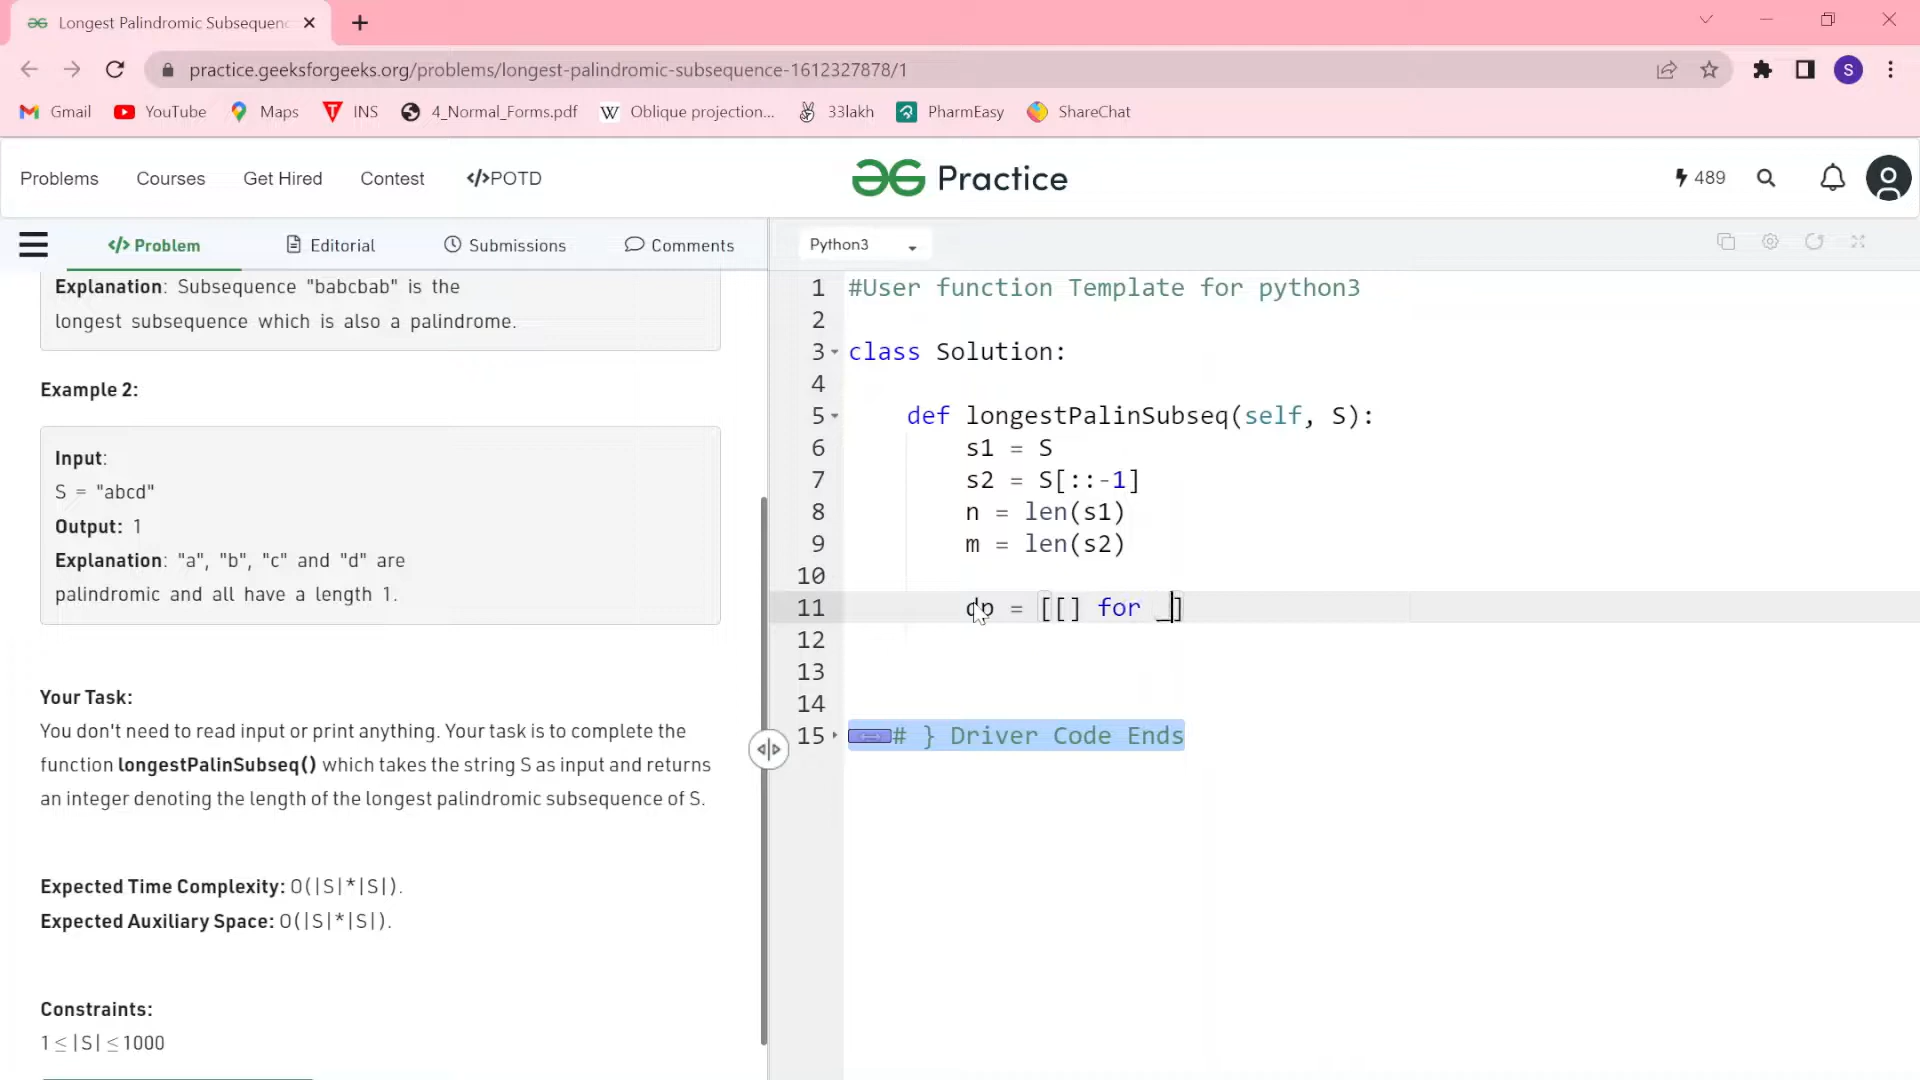 Longest Palindromic Subsequenc
practice.geeksforgeeks.org/problems/longest-palindromic-subsequence-1612327878/1
S
Gmail YouTube Maps INS 4_Normal_Forms.pdf Oblique projection... 33lakh PharmEasy ShareChat
Problems Courses Get Hired Contest </>POTD Practice 489
</> Problem Editorial Submissions Comments
Explanation: Subsequence "babcbab" is the
longest subsequence which is also a palindrome.
Example 2:
Input:
S = "abcd"
Output: 1
Explanation: "a", "b", "c" and "d" are
palindromic and all have a length 1.
Your Task:
You don't need to read input or print anything. Your task is to complete the
function longestPalinSubseq() which takes the string S as input and returns
an integer denoting the length of the longest palindromic subsequence of S.
Expected Time Complexity: O(|S|*|S|).
Expected Auxiliary Space: O(|S|*|S|).
Constraints:
1 ≤ |S| ≤ 1000
Python3
1 #User function Template for python3
2
3 class Solution:
4
5 def longestPalinSubseq(self, S):
6 s1 = S
7 s2 = S[::-1]
8 n = len(s1)
9 m = len(s2)
10
11 dp = [[] for _]
12
13
14
15 # } Driver Code Ends